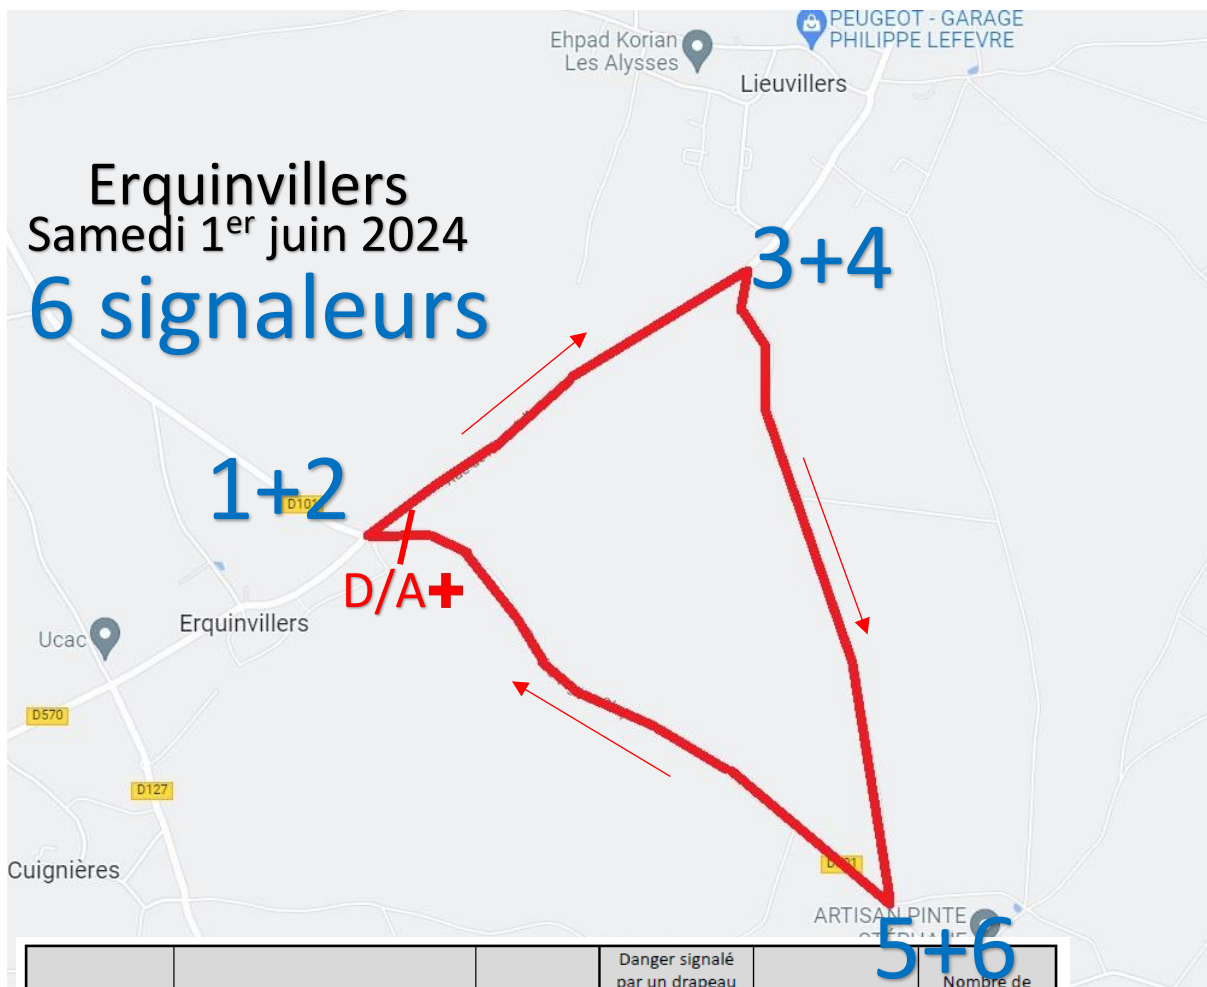 PEUGEOT - GARAGE
PHILIPPE LEFEVRE
Ehpad Korian
Les Alysses
Lieuvillers
Erquinvillers
Samedi 1er juin 2024
6 signaleurs
3+4
1+2
D101
D/A+
Erquinvillers
Ucac
D570
D127
Cuignières
ARTISAN PINTE
5+6
Danger signalé
par un drapeau
Nombre de